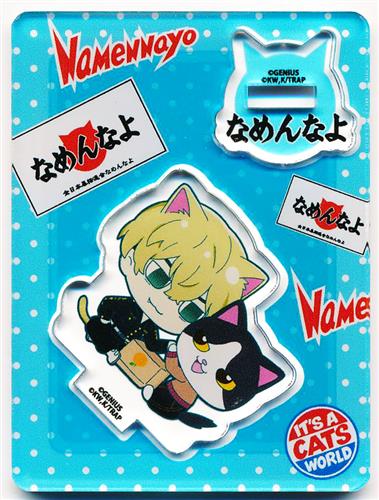 NAMENNAYO
©GENIUS
©KW,K/TRAP
なめんなよ
なめんなよ
全日本暴猫連合なめんなよ
なめんなよ
全日本暴猫連合なめんなよ
NAMEN
©GENIUS
©KW,K/TRAP
IT'S A
CATS
WORLD